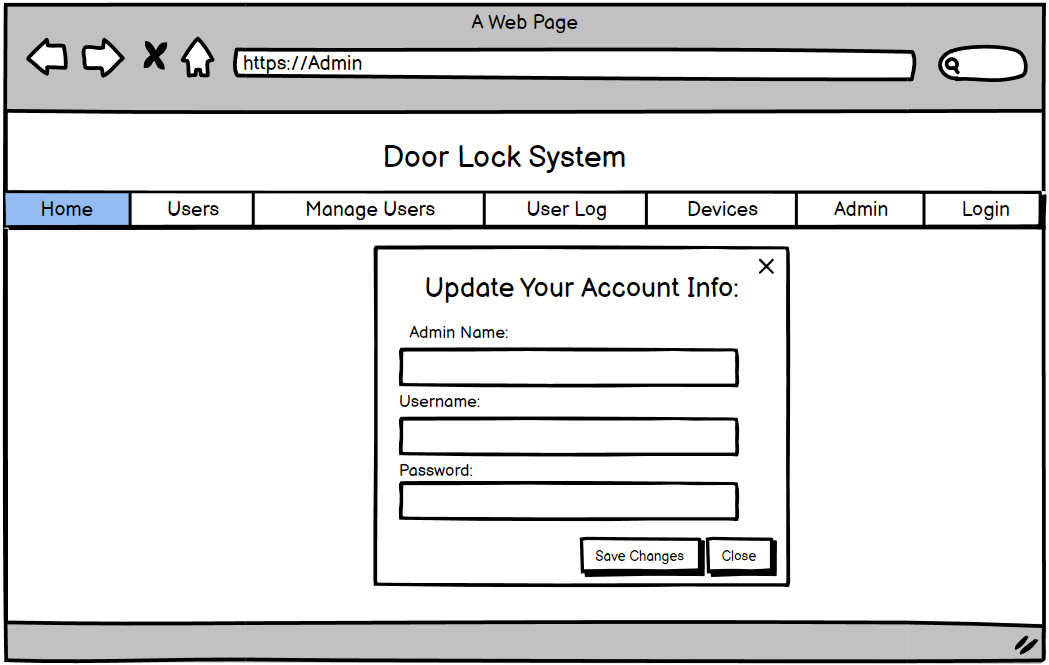 A Web Page
https://Admin
Door Lock System
Home Users Manage Users User Log Devices Admin Login
Update Your Account Info:
Admin Name:
Username:
Password:
Save Changes Close